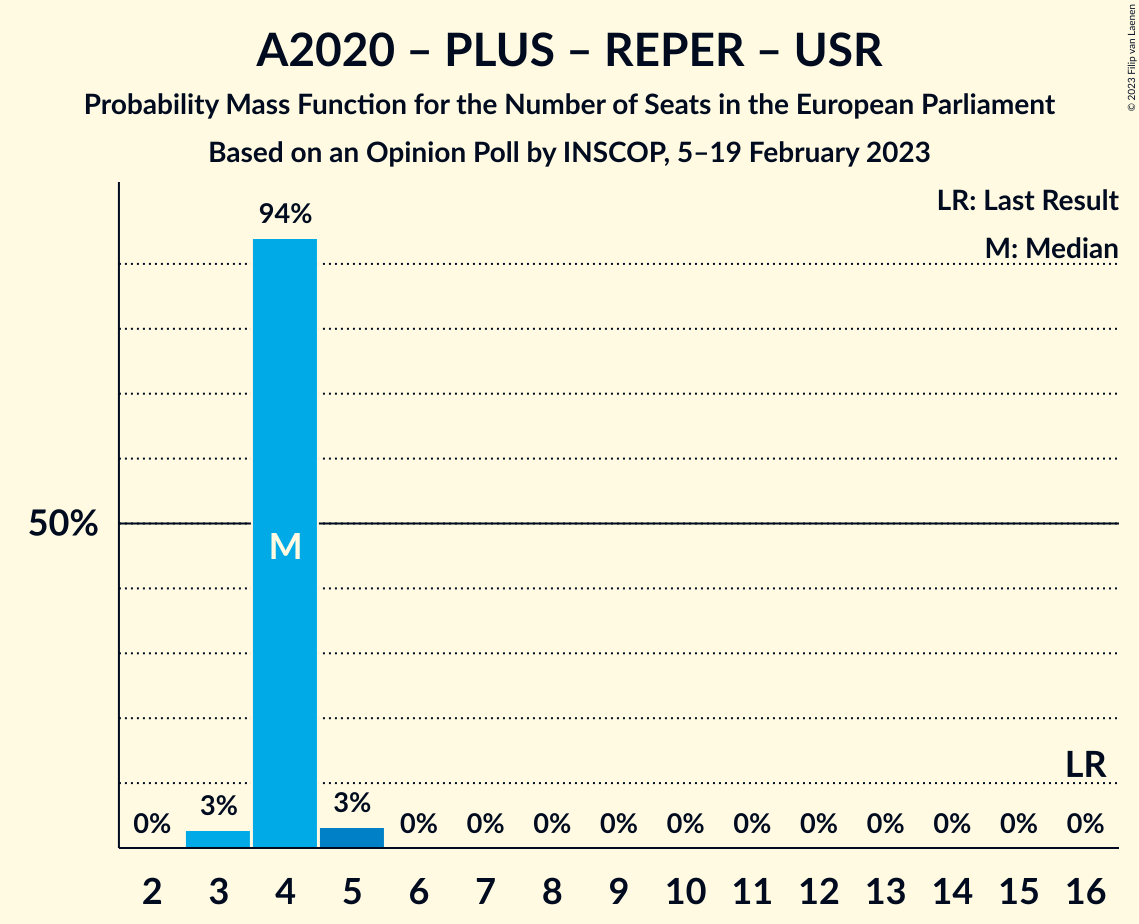 A2020 – PLUS – REPER – USR
Probability Mass Function for the Number of Seats in the European Parliament
Based on an Opinion Poll by INSCOP, 5–19 February 2023
© 2023 Filip van Laenen
LR: Last Result
M: Median
94%
50%
M
LR
0% 3% 3% 0% 0% 0% 0% 0% 0% 0% 0% 0% 0% 0%
2 3 4 5 6 7 8 9 10 11 12 13 14 15 16